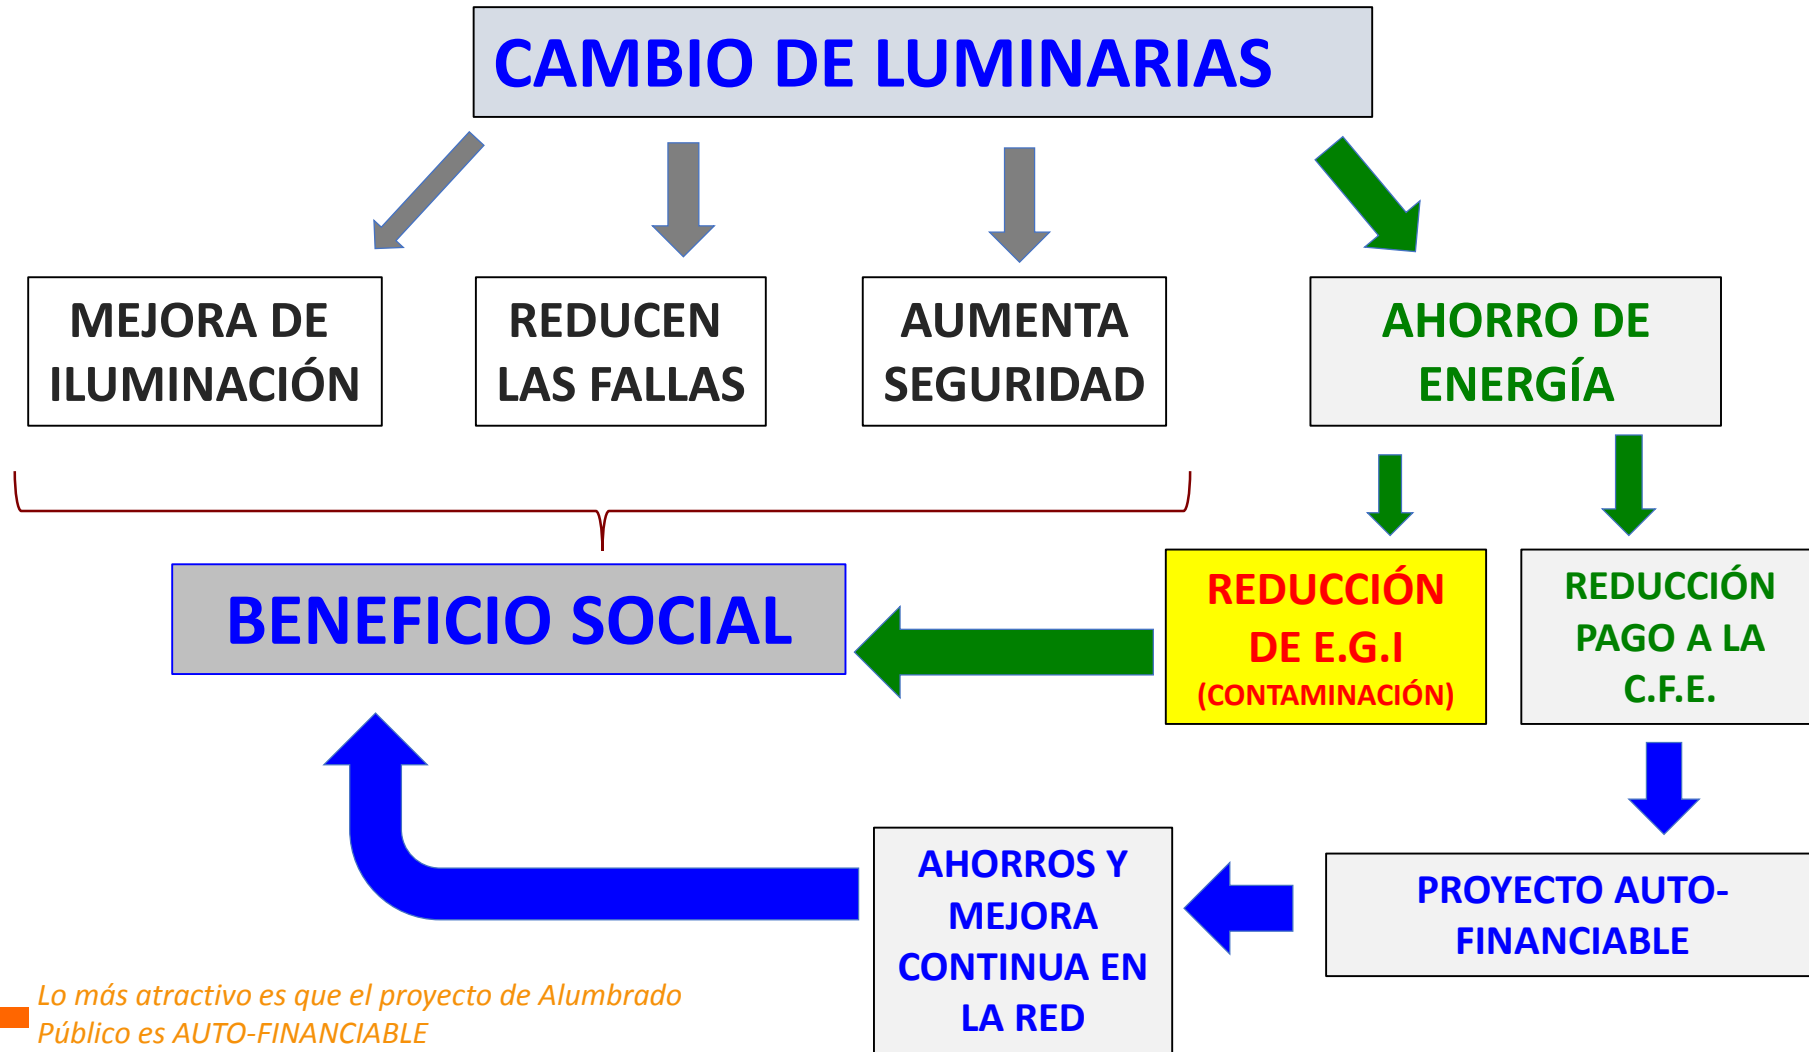 CAMBIO DE LUMINARIAS
MEJORA DE
ILUMINACIÓN
REDUCEN
LAS FALLAS
AUMENTA
SEGURIDAD
AHORRO DE
ENERGÍA
BENEFICIO SOCIAL
REDUCCIÓN
DE E.G.I
(CONTAMINACIÓN)
REDUCCIÓN
PAGO A LA
C.F.E.
PROYECTO AUTO-
FINANCIABLE
AHORROS Y
MEJORA
CONTINUA EN
LA RED
Lo más atractivo es que el proyecto de Alumbrado
Público es AUTO-FINANCIABLE